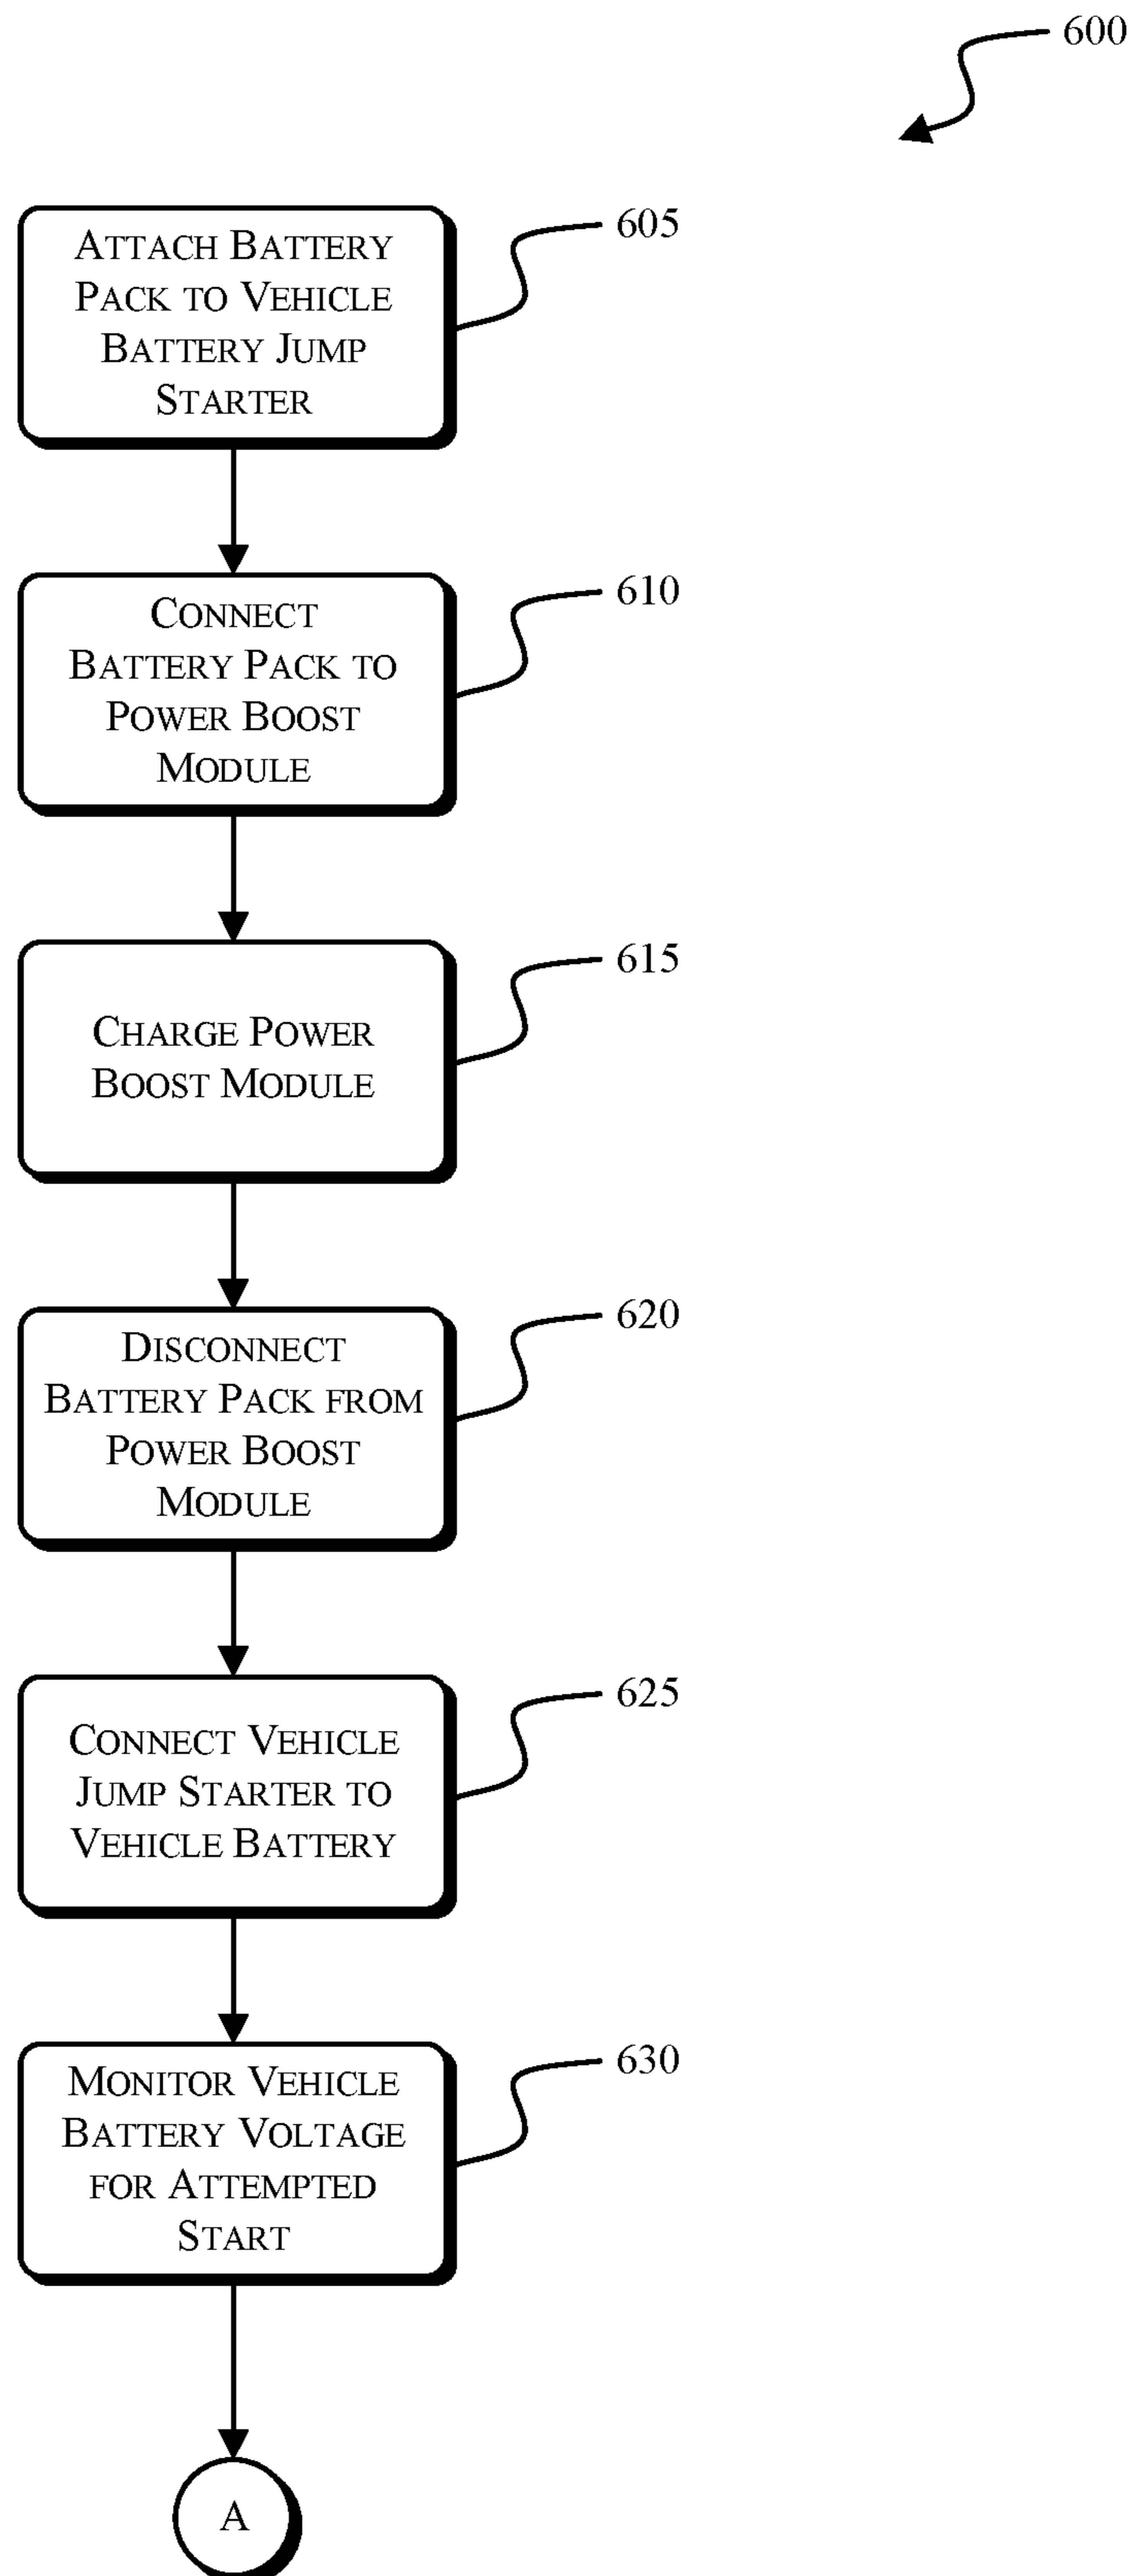 600
ATTACH BATTERY
PACK TO VEHICLE
BATTERY JUMP
STARTER
605
CONNECT
BATTERY PACK TO
POWER BOOST
MODULE
610
CHARGE POWER
BOOST MODULE
615
DISCONNECT
BATTERY PACK FROM
POWER BOOST
MODULE
620
CONNECT VEHICLE
JUMP STARTER TO
VEHICLE BATTERY
625
MONITOR VEHICLE
BATTERY VOLTAGE
FOR ATTEMPTED
START
630
A